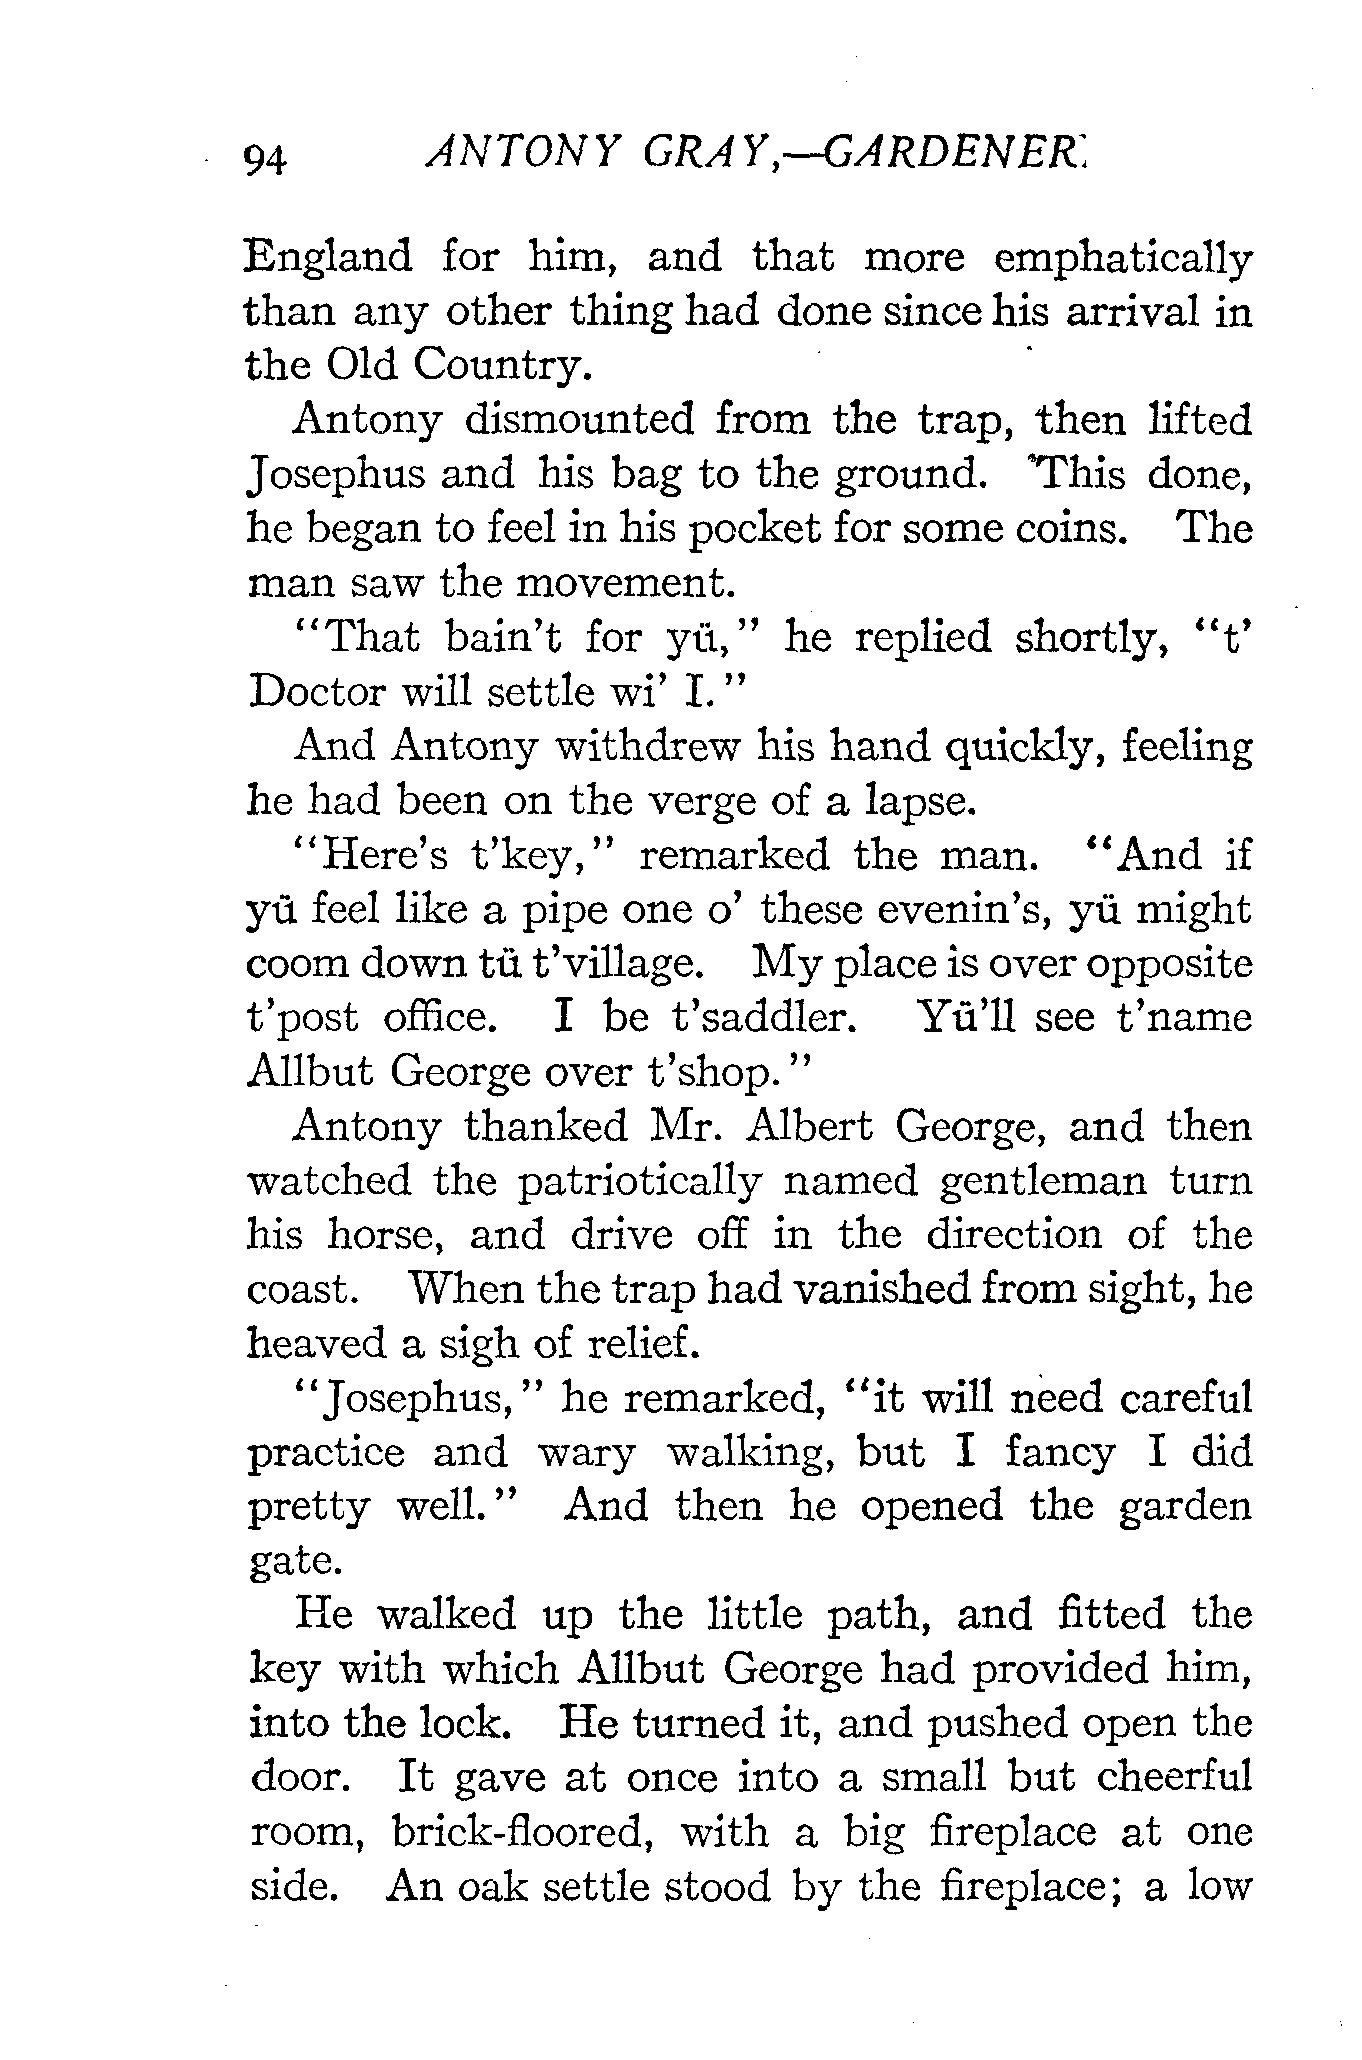 94 ANTONY GRAY,—GARDENER.
England for him, and that more emphatically
than any other thing had done since his arrival in
the Old Country.
Antony dismounted from the trap, then lifted
Josephus and his bag to the ground. This done,
he began to feel in his pocket for some coins. The
man saw the movement.
"That bain't for yü," he replied shortly, "t'
Doctor will settle wi' I."
And Antony withdrew his hand quickly, feeling
he had been on the verge of a lapse.
"Here's t'key," remarked the man. "And if
yü feel like a pipe one o' these evenin's, yü might
coom down tü t'village. My place is over opposite
t'post office. I be t'saddler. Yü'll see t'name
Allbut George over t'shop."
Antony thanked Mr. Albert George, and then
watched the patriotically named gentleman turn
his horse, and drive off in the direction of the
coast. When the trap had vanished from sight, he
heaved a sigh of relief.
"Josephus," he remarked, "it will need careful
practice and wary walking, but I fancy I did
pretty well." And then he opened the garden
gate.
He walked up the little path, and fitted the
key with which Allbut George had provided him,
into the lock. He turned it, and pushed open the
door. It gave at once into a small but cheerful
room, brick-floored, with a big fireplace at one
side. An oak settle stood by the fireplace; a low